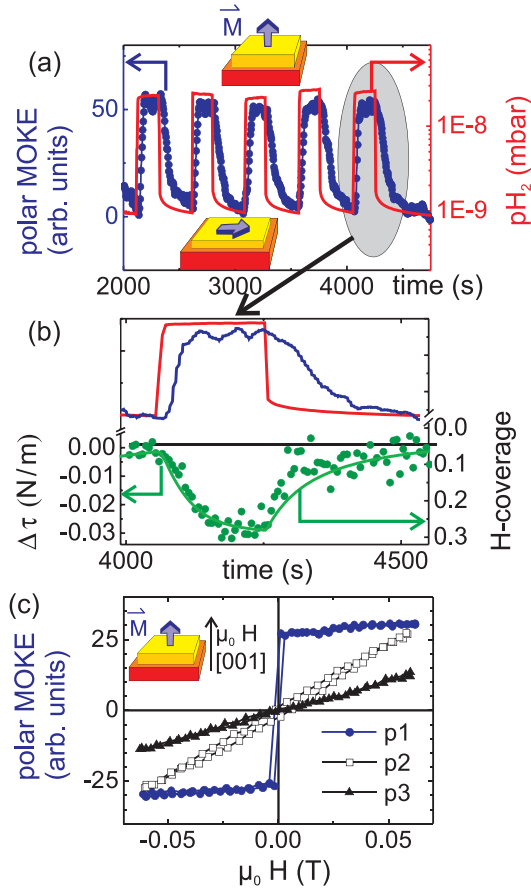 M
(a)
50
0
polar MOKE
(arb. units)
1E-8
1E-9
pH2 (mbar)
2000 3000 4000 time (s)
(b)
0.00
-0.01
-0.02
-0.03
Δτ (N/m)
0.0
0.1
0.2
0.3
H-coverage
4000 time (s) 4500
(c)
M
μ0 H
[001]
25
0
-25
polar MOKE
(arb. units)
p1
p2
p3
-0.05 0.00 0.05
μ0 H (T)